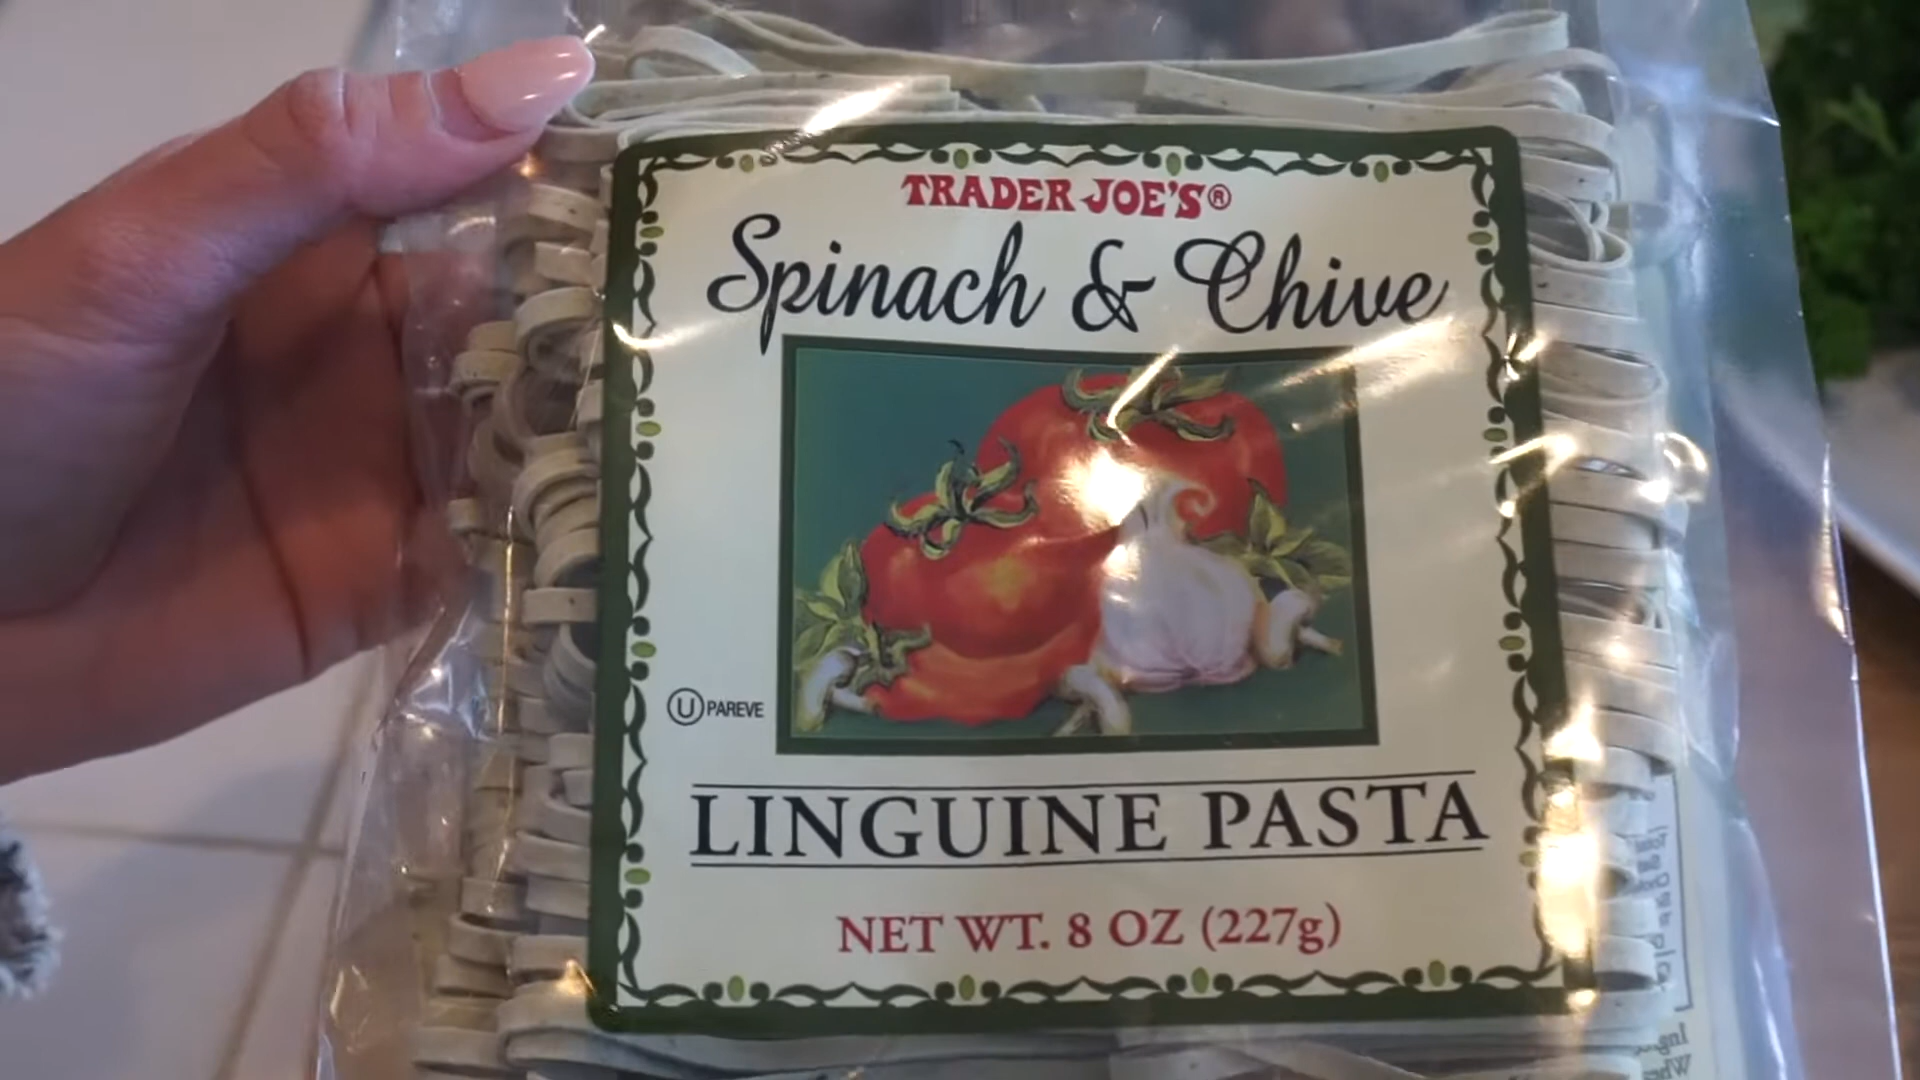 TRADER JOE'S®
Spinach & Chive
U PAREVE
LINGUINE PASTA
NET WT. 8 OZ (227g)